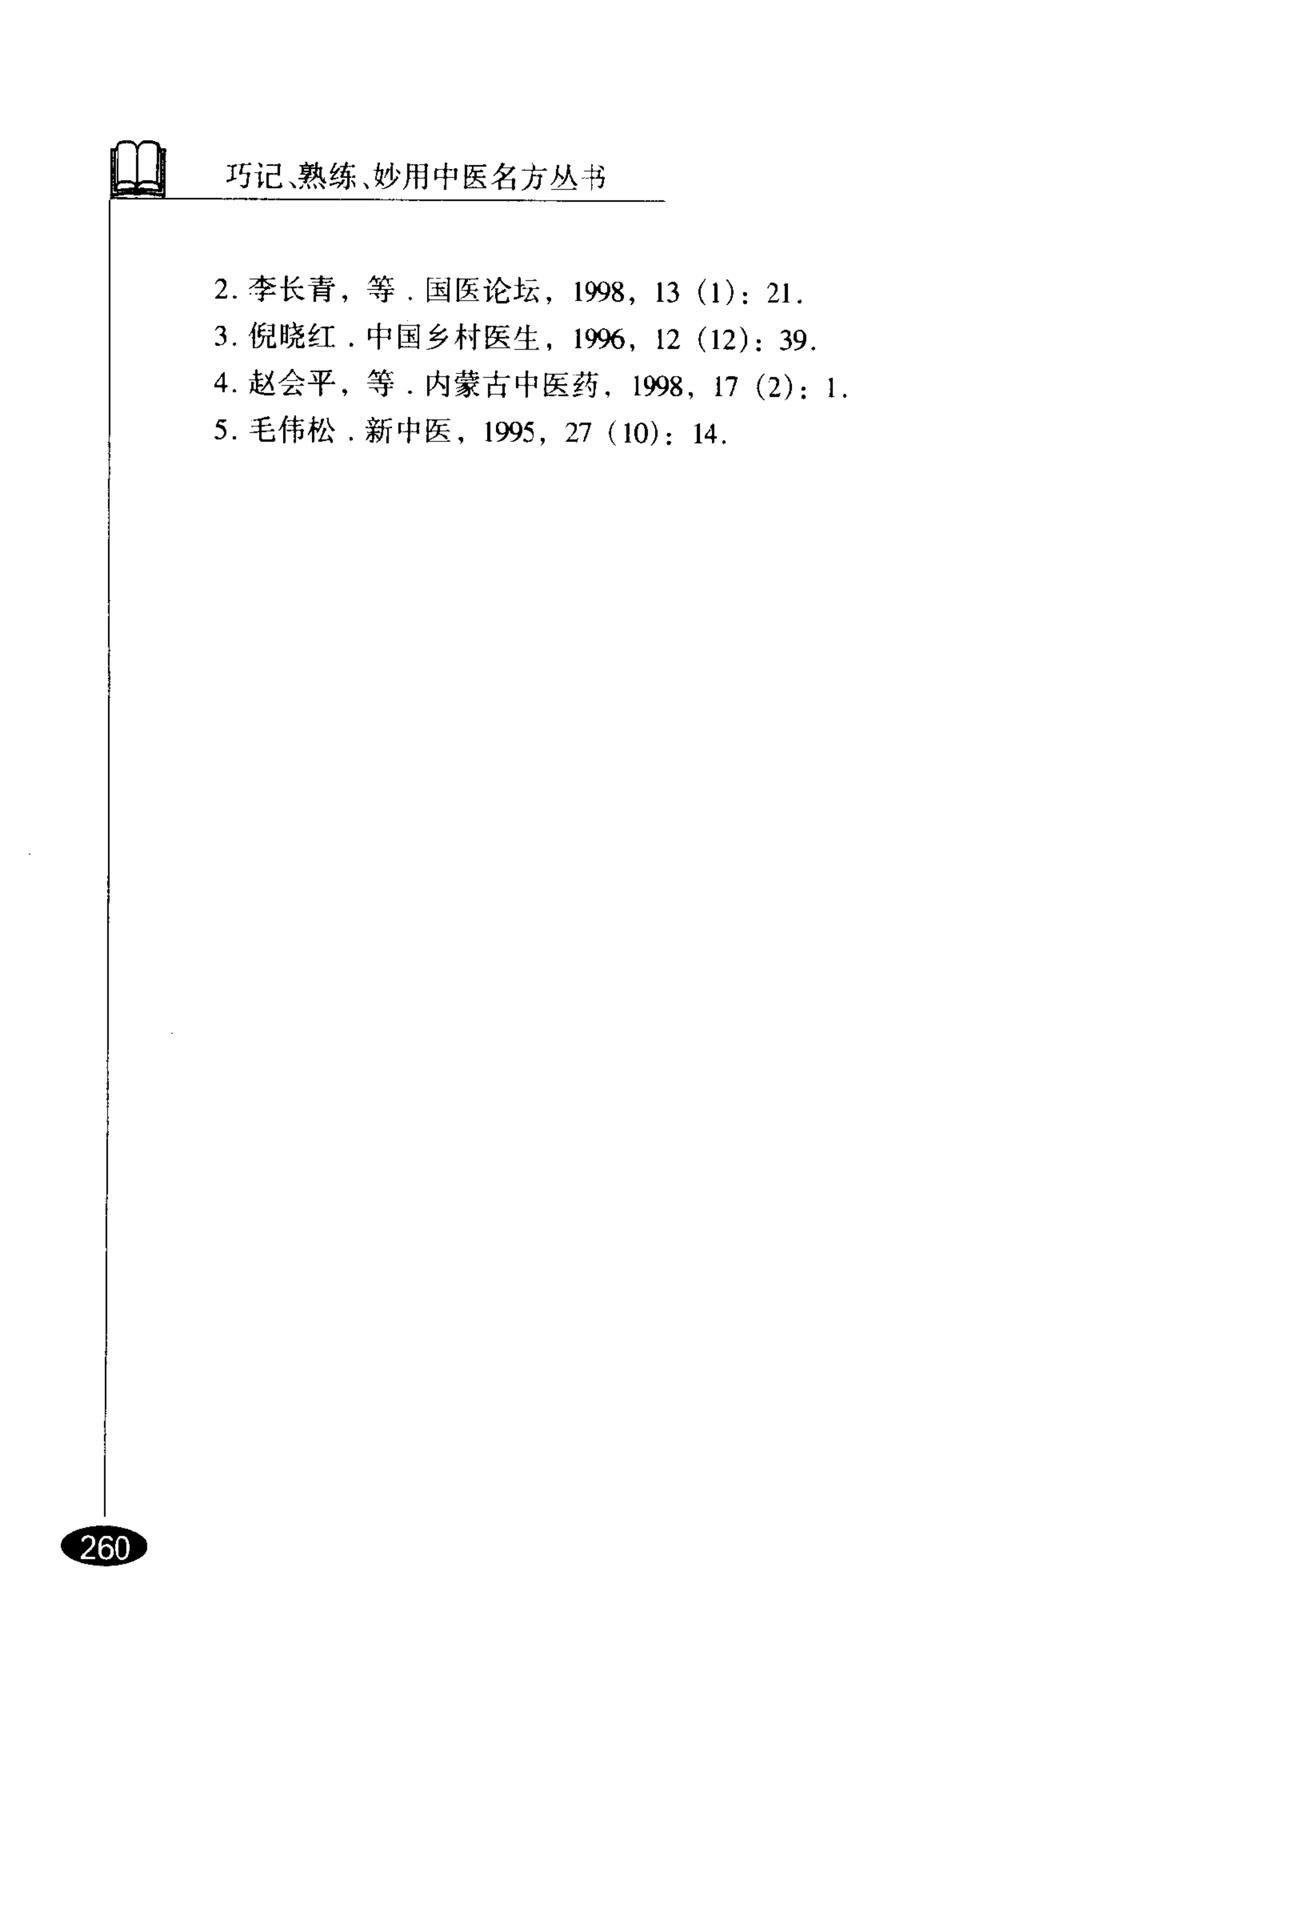 巧记、熟练、妙用中医名方丛书
2. 李长青，等．国医论坛，1998，13（1）：21.
3. 倪晓红．中国乡村医生，1996，12（12）：39.
4. 赵会平，等．内蒙古中医药，1998，17（2）：1.
5. 毛伟松．新中医，1995，27（10）：14.
260